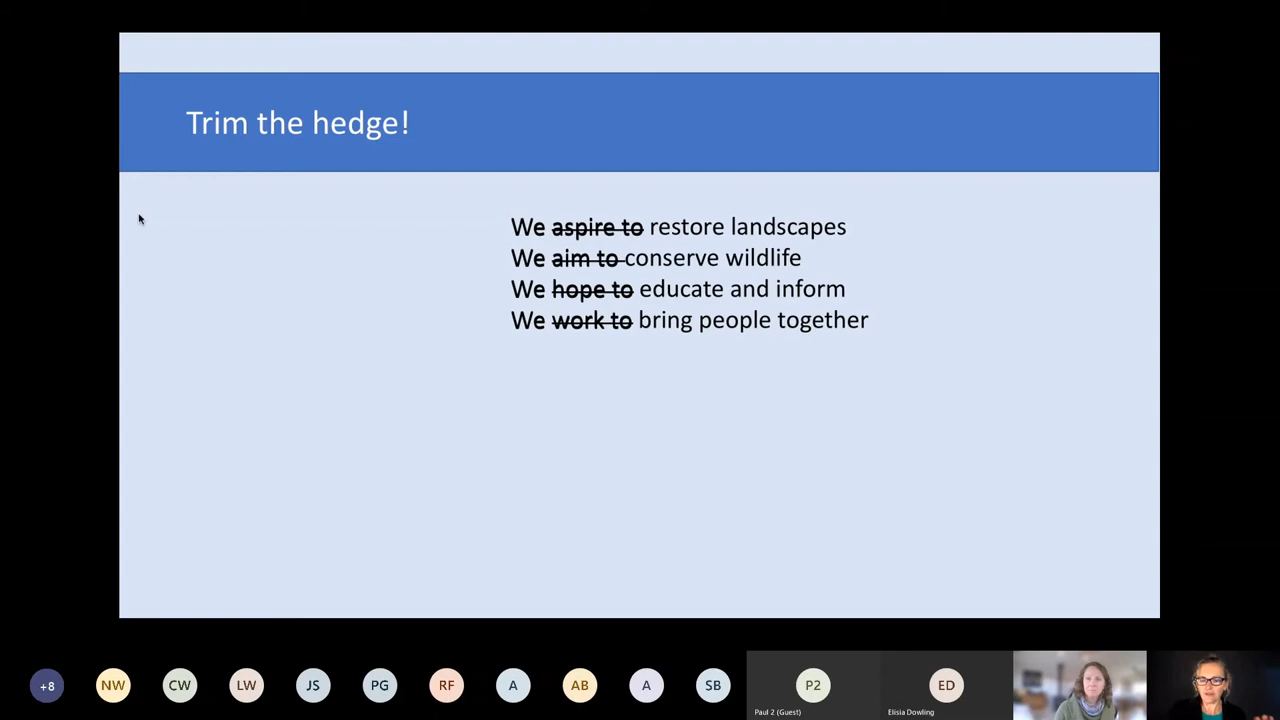 Trim the hedge!
We aspire to restore landscapes
We aim to conserve wildlife
We hope to educate and inform
We work to bring people together
+8
NW
CW
LW
JS
PG
RF
A
AB
A
SB
P2
ED
Paul 2 (Guest)
Elisia Dowling